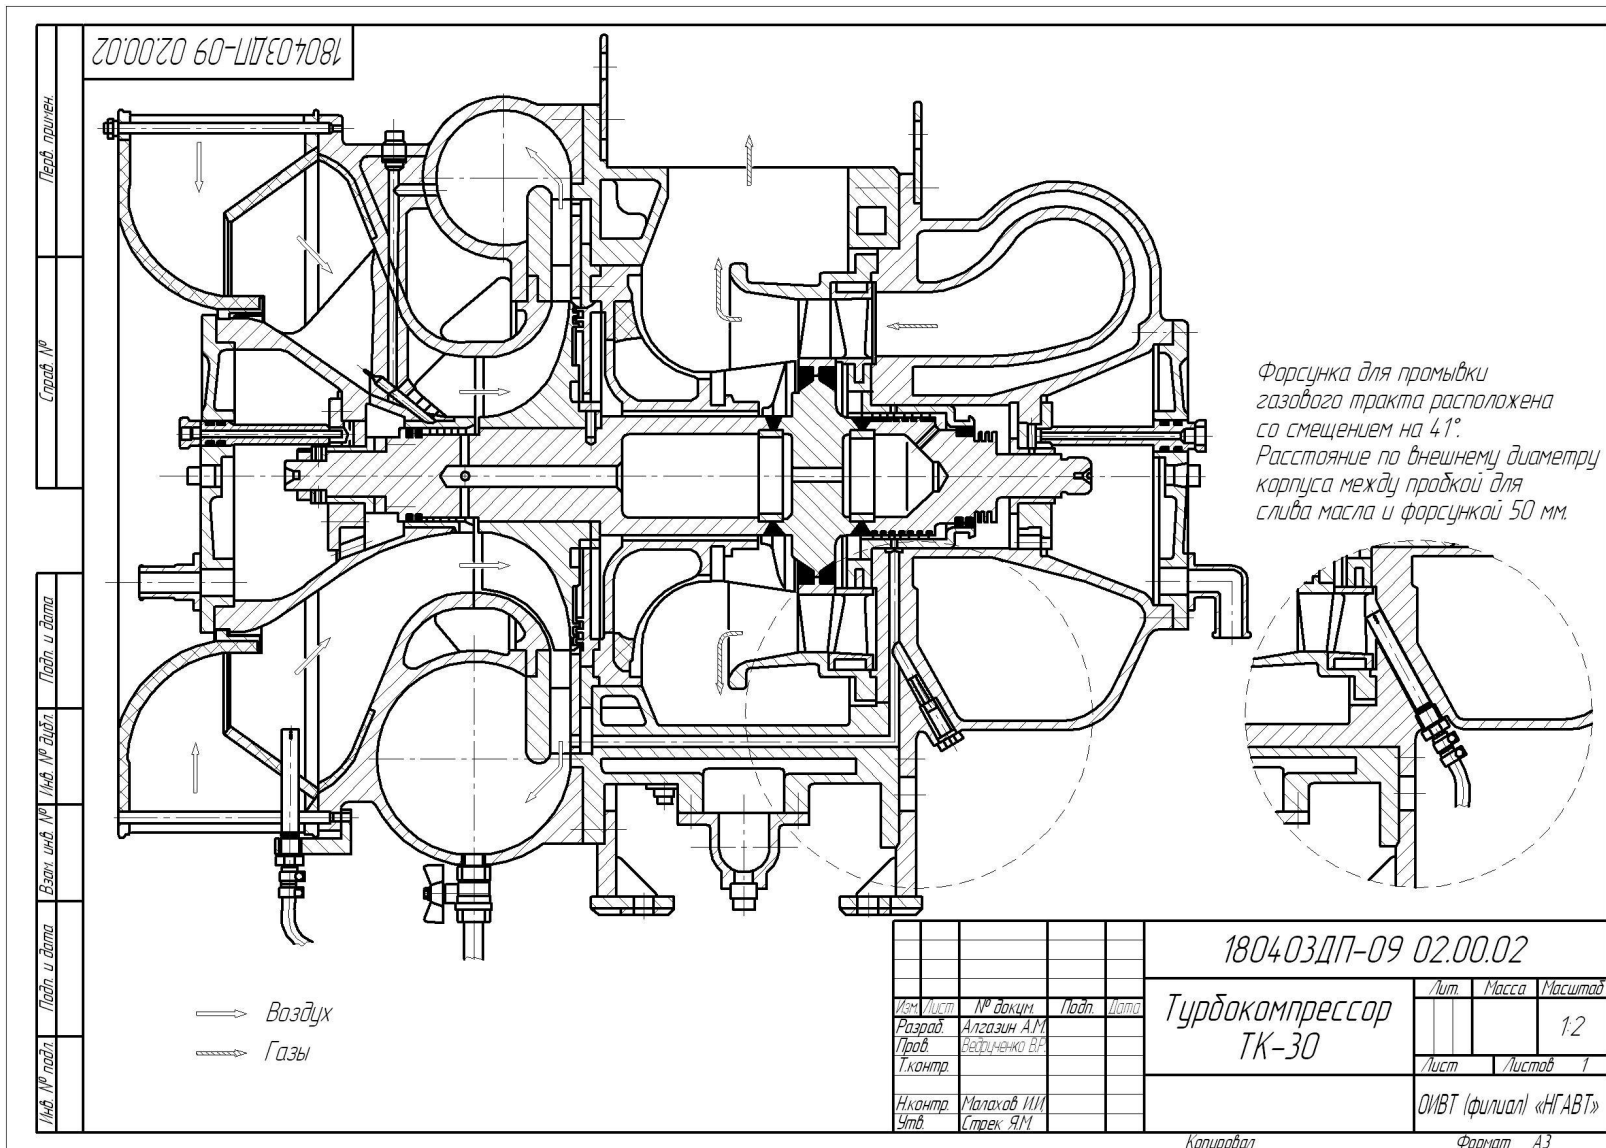 180403ДП-09 02.00.02
Перв. примен.
Справ. №
Подп. и дата
Инв. № дубл.
Взам. инв. №
Подп. и дата
Инв. № подл.
Форсунка для промывки
газового тракта расположена
со смещением на 41°.
Расстояние по внешнему диаметру
корпуса между пробкой для
слива масла и форсункой 50 мм.
Воздух
Газы
180403ДП-09 02.00.02
Изм. Лист № докум. Подп. Дата
Разраб. Алгазин А.М.
Пров. Ведрученко В.Р.
Т.контр.
Н.контр. Малахов И.И.
Утв. Стрек Я.М.
Турбокомпрессор
ТК-30
Лит. Масса Масштаб
1:2
Лист Листов 1
ОИВТ (филиал) «НГАВТ»
Копировал Формат А3